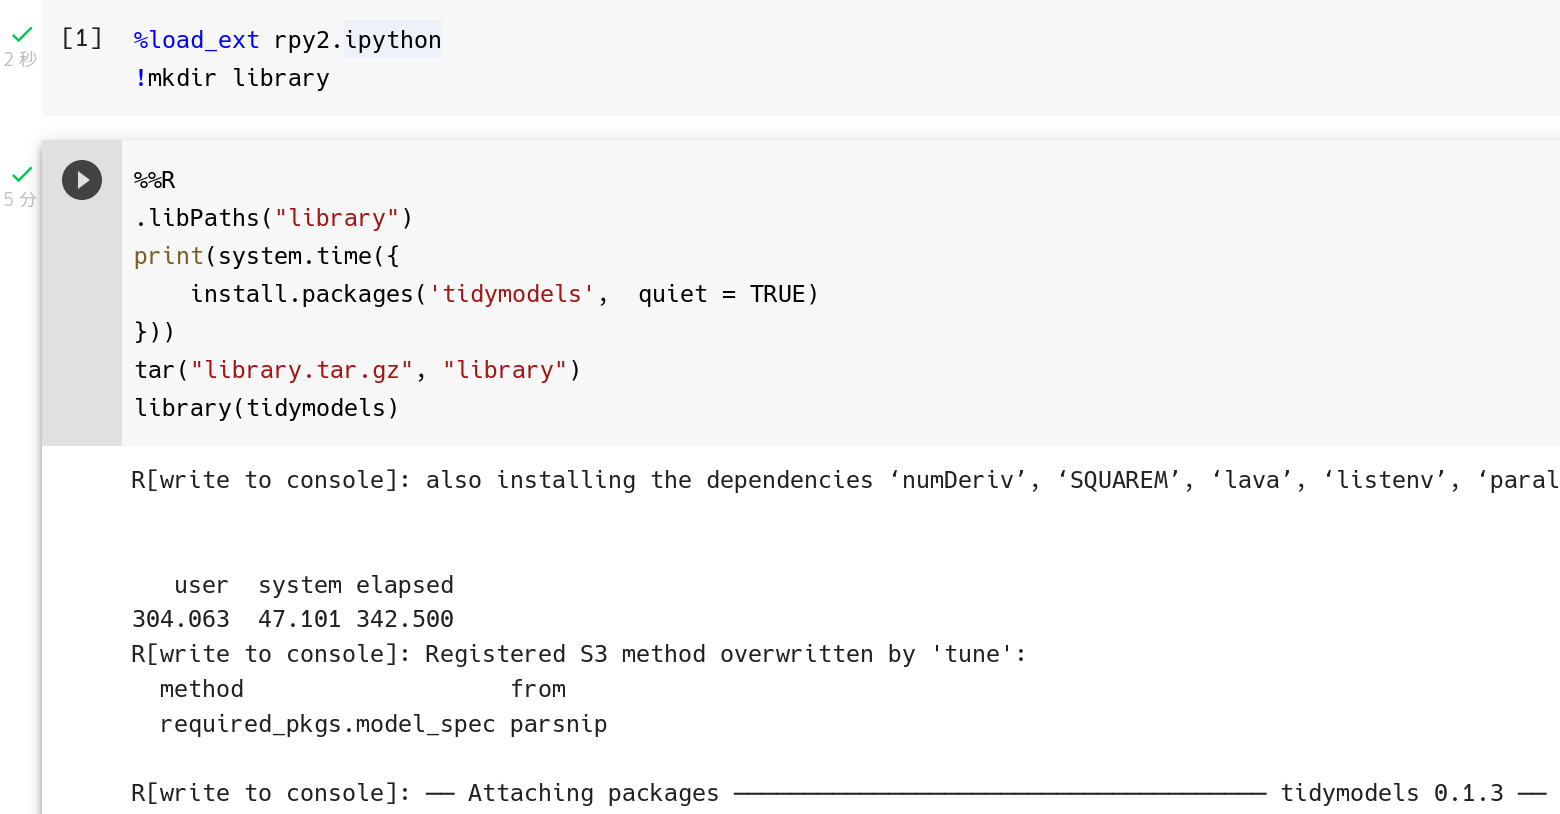 [1] %load_ext rpy2.ipython
2 秒
!mkdir library
%%R
5 分
.libPaths("library")
print(system.time({
    install.packages('tidymodels',  quiet = TRUE)
}))
tar("library.tar.gz", "library")
library(tidymodels)
R[write to console]: also installing the dependencies ‘numDeriv’, ‘SQUAREM’, ‘lava’, ‘listenv’, ‘paral
   user  system elapsed
304.063  47.101 342.500
R[write to console]: Registered S3 method overwritten by 'tune':
  method                   from
  required_pkgs.model_spec parsnip
R[write to console]: ── Attaching packages ────────────────────────────────────── tidymodels 0.1.3 ──